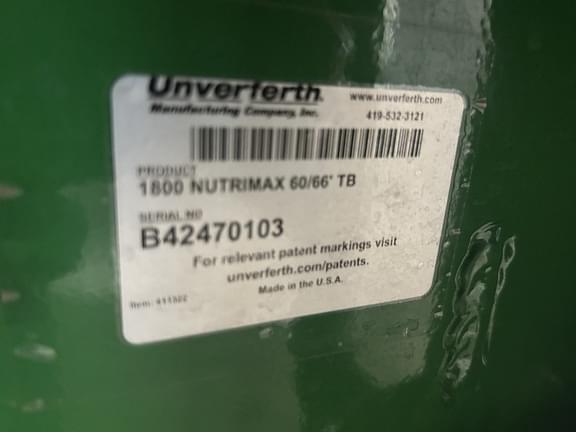 Unverferth
Manufacturing Company, Inc.
www.unverferth.com
419-532-3121
PRODUCT
1800 NUTRIMAX 60/66' TB
SERIAL NO
B42470103
For relevant patent markings visit
unverferth.com/patents.
Made in the U.S.A.
Item: